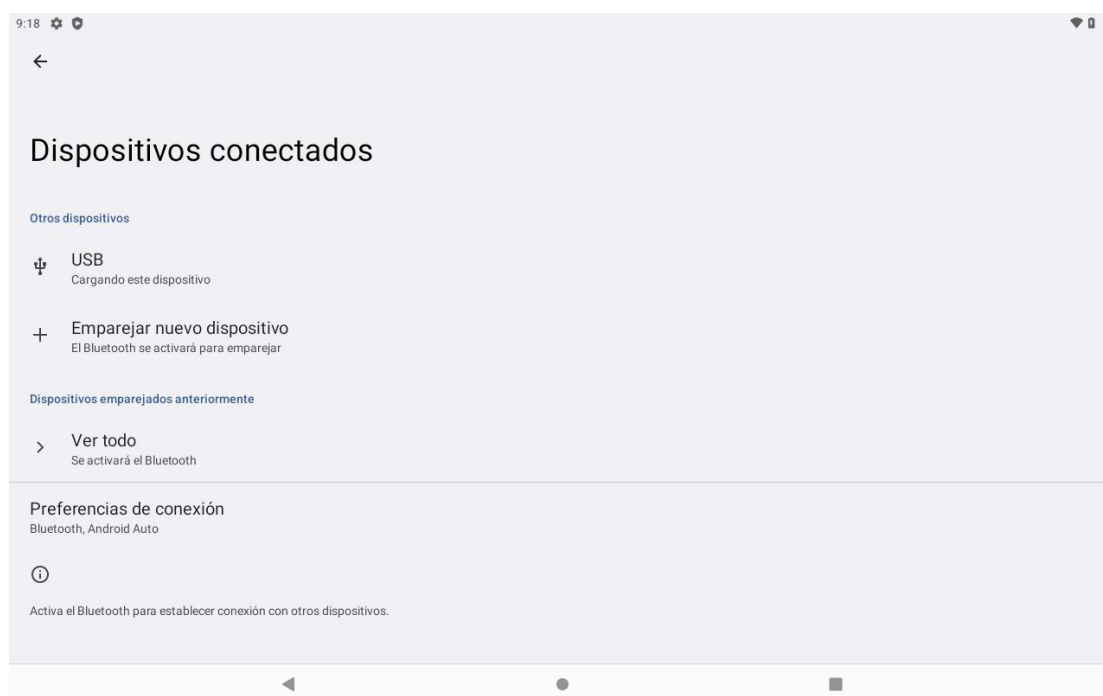 9:18
Dispositivos conectados
Otros dispositivos
USB
Cargando este dispositivo
Emparejar nuevo dispositivo
El Bluetooth se activará para emparejar
Dispositivos emparejados anteriormente
Ver todo
Se activará el Bluetooth
Preferencias de conexión
Bluetooth, Android Auto
Activa el Bluetooth para establecer conexión con otros dispositivos.